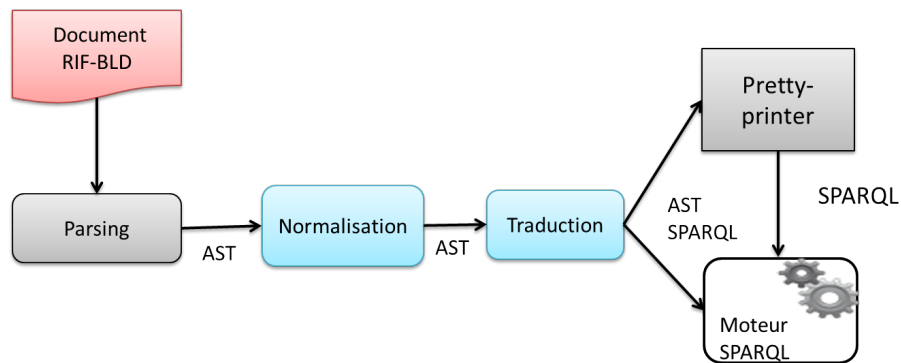 Document
RIF-BLD
Pretty-
printer
Parsing
AST
Normalisation
AST
Traduction
AST
SPARQL
SPARQL
Moteur
SPARQL